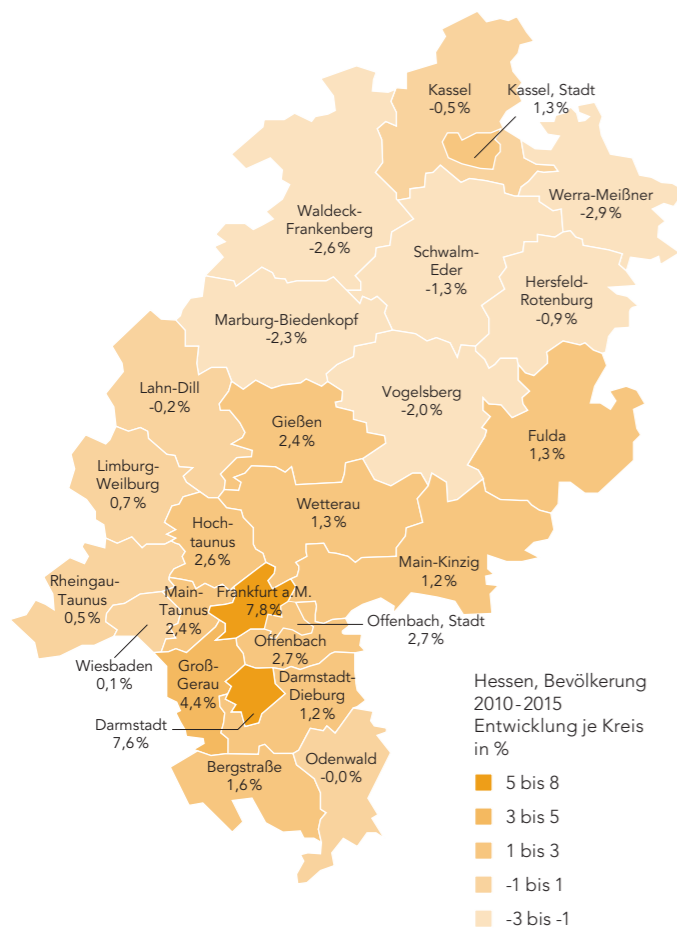 Kassel
-0,5%
Kassel, Stadt
1,3%
Werra-Meißner
-2,9%
Waldeck-
Frankenberg
-2,6%
Schwalm-
Eder
-1,3%
Hersfeld-
Rotenburg
-0,9%
Marburg-Biedenkopf
-2,3%
Lahn-Dill
-0,2%
Vogelsberg
-2,0%
Gießen
2,4%
Fulda
1,3%
Limburg-
Weilburg
0,7%
Wetterau
1,3%
Hoch-
taunus
2,6%
Main-Kinzig
1,2%
Rheingau-
Taunus
0,5%
Main-
Taunus
2,4%
Frankfurt a.M.
7,8%
Offenbach, Stadt
2,7%
Wiesbaden
0,1%
Offenbach
2,7%
Groß-
Gerau
4,4%
Darmstadt-
Dieburg
1,2%
Darmstadt
7,6%
Odenwald
-0,0%
Bergstraße
1,6%
Hessen, Bevölkerung
2010-2015
Entwicklung je Kreis
in %
5 bis 8
3 bis 5
1 bis 3
-1 bis 1
-3 bis -1